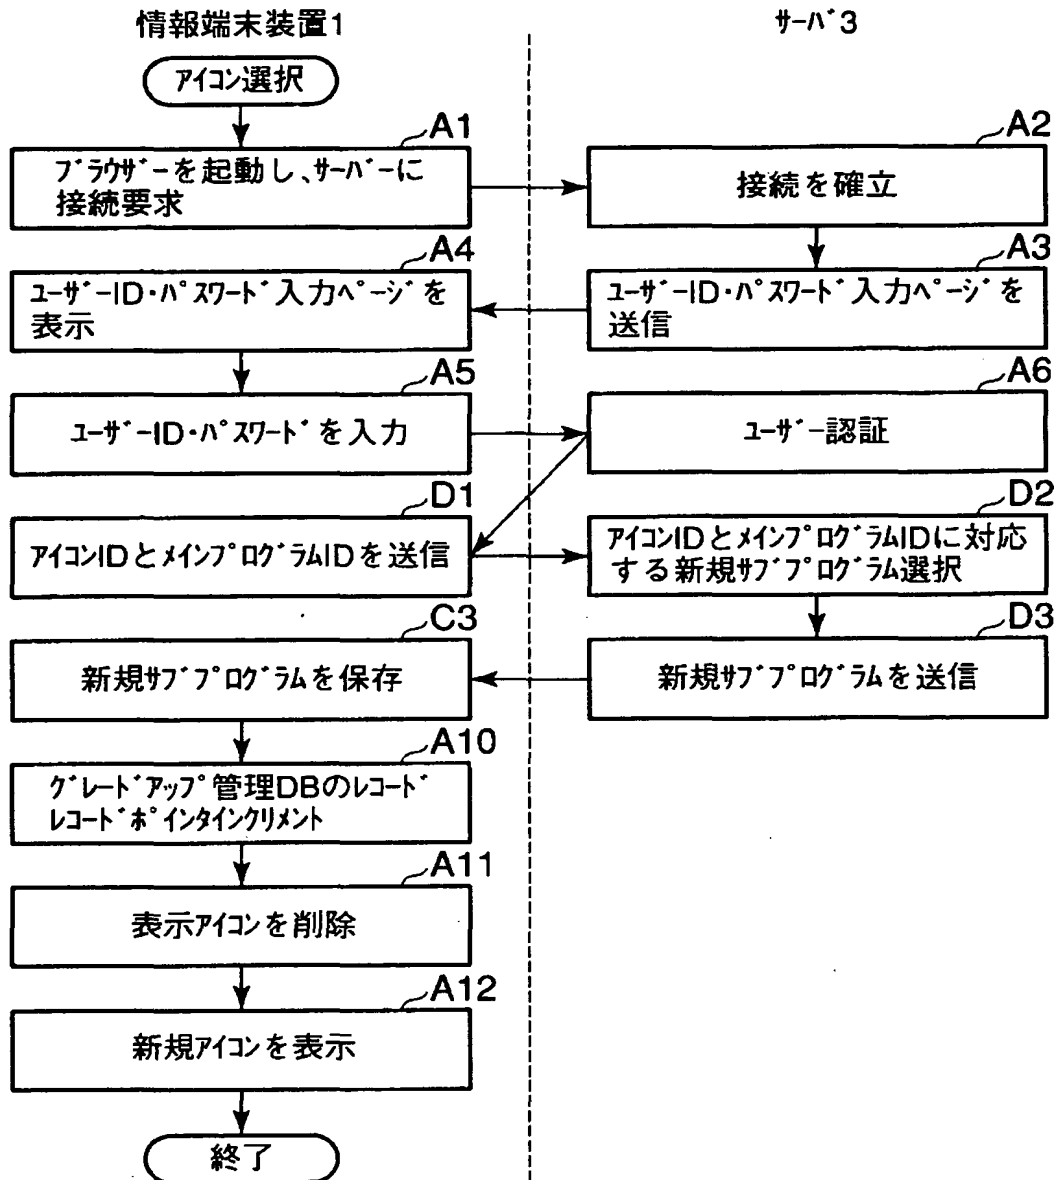 情報端末装置1
サーバ3
アイコン選択
A1
ブラウザーを起動し、サーバーに
接続要求
A2
接続を確立
A4
ユーザーID・パスワード入力ページを
表示
A3
ユーザーID・パスワード入力ページを
送信
A5
ユーザーID・パスワードを入力
A6
ユーザー認証
D1
アイコンIDとメインプログラムIDを送信
D2
アイコンIDとメインプログラムIDに対応
する新規サブプログラム選択
C3
新規サブプログラムを保存
D3
新規サブプログラムを送信
A10
グレードアップ管理DBのレコード
レコードポインタインクリメント
A11
表示アイコンを削除
A12
新規アイコンを表示
終了